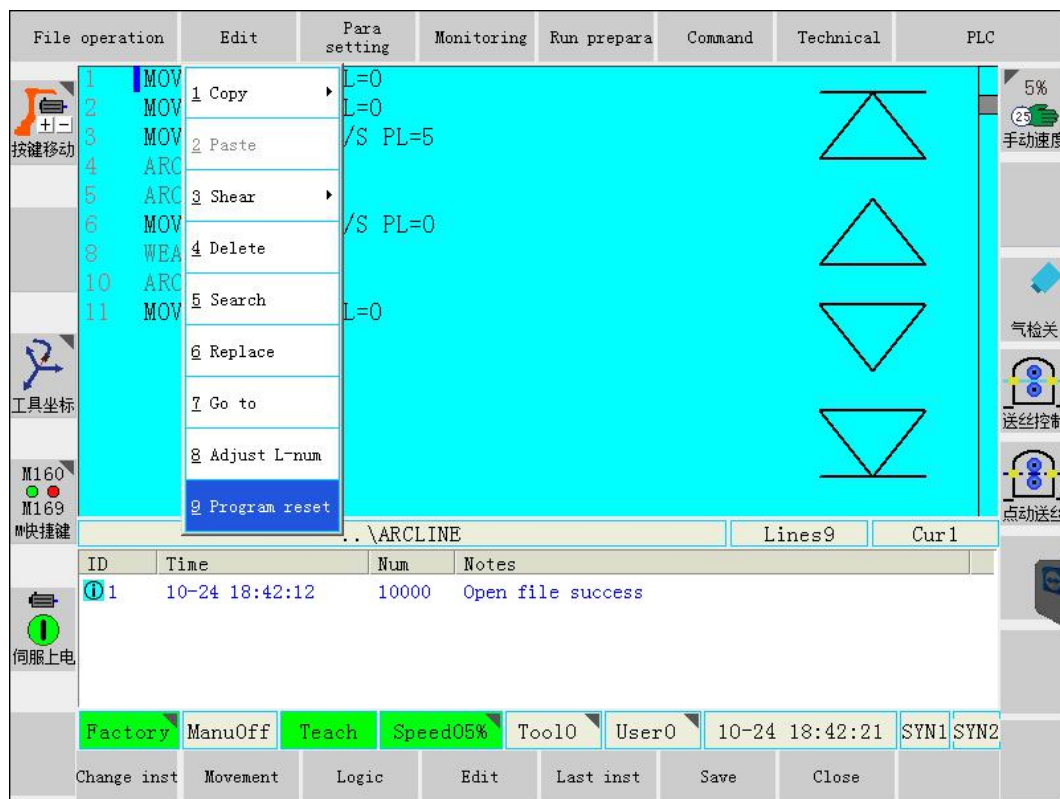 File operation Edit Para setting Monitoring Run prepara Command Technical PLC
1 MOV L=0
2 MOV L=0
3 MOV /S PL=5
4 ARC
5 ARC
6 MOV /S PL=0
8 WEA
10 ARC
11 MOV L=0
1 Copy
2 Paste
3 Shear
4 Delete
5 Search
6 Replace
7 Go to
8 Adjust L-num
9 Program reset
按键移动
工具坐标
M160
M169
M快捷键
伺服上电
5%
25
手动速度
气检关
送丝控制
点动送丝
..\ARCLINE Lines9 Cur1
ID Time Num Notes
1 10-24 18:42:12 10000 Open file success
Factory ManuOff Teach Speed05% Tool0 User0 10-24 18:42:21 SYN1 SYN2
Change inst Movement Logic Edit Last inst Save Close